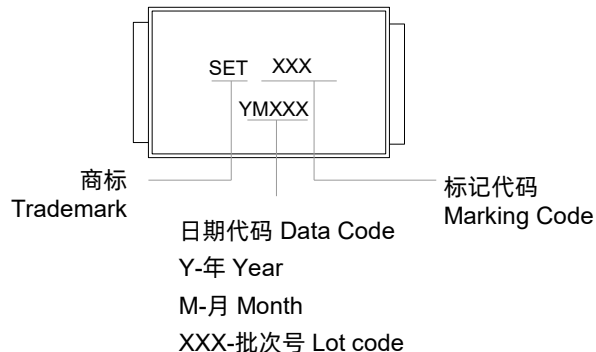 SET XXX
YMXXX
商标
Trademark
标记代码
Marking Code
日期代码 Data Code
Y-年 Year
M-月 Month
XXX-批次号 Lot code